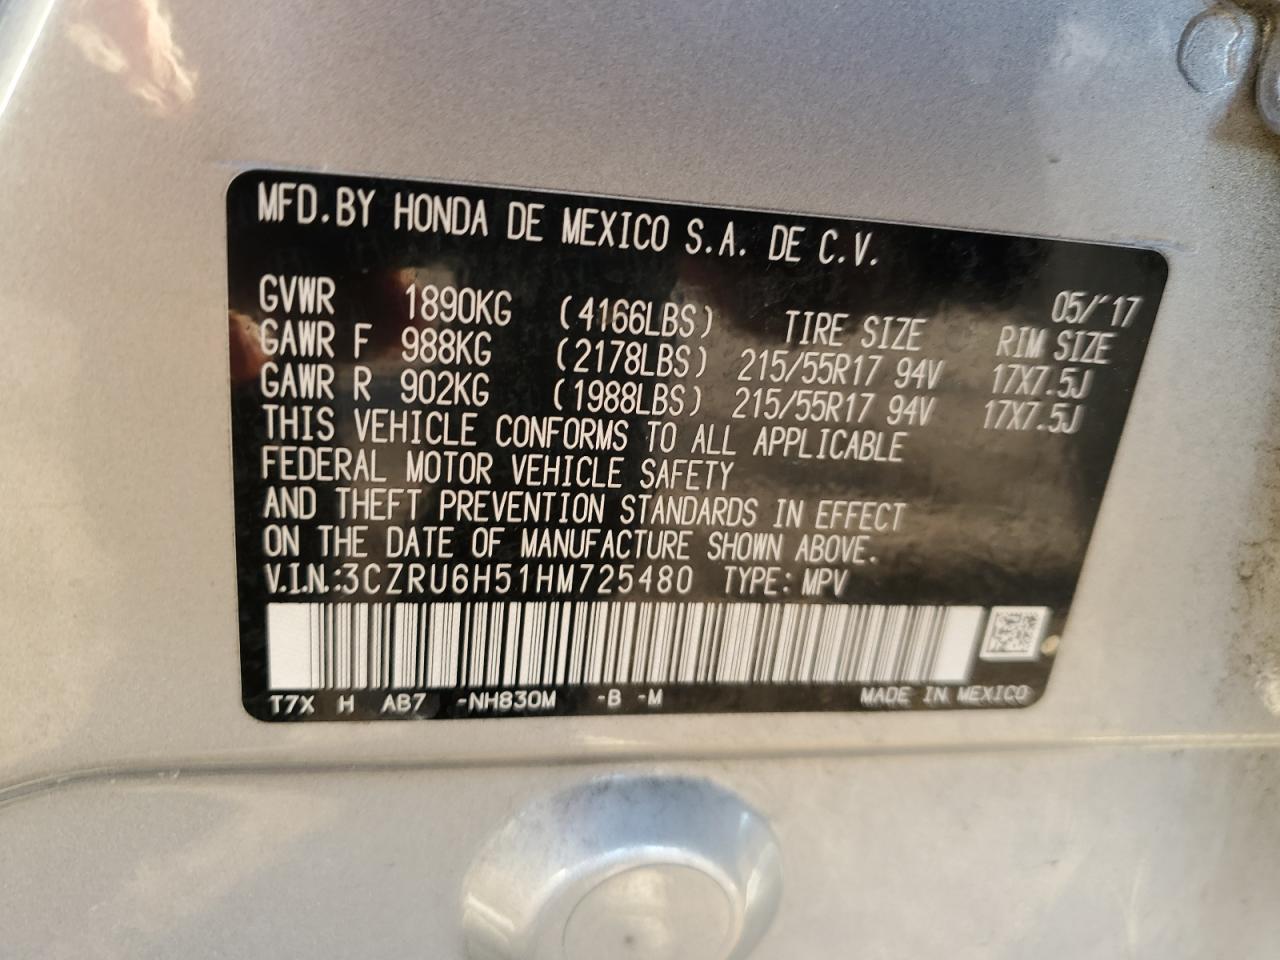 MFD.BY HONDA DE MEXICO S.A. DE C.V.
05/'17
GVWR 1890KG (4166LBS) TIRE SIZE RIM SIZE
GAWR F 988KG (2178LBS) 215/55R17 94V 17X7.5J
GAWR R 902KG (1988LBS) 215/55R17 94V 17X7.5J
THIS VEHICLE CONFORMS TO ALL APPLICABLE
FEDERAL MOTOR VEHICLE SAFETY
AND THEFT PREVENTION STANDARDS IN EFFECT
ON THE DATE OF MANUFACTURE SHOWN ABOVE.
V.I.N.:3CZRU6H51HM725480 TYPE: MPV
T7X H AB7 -NH830M -B -M MADE IN MEXICO